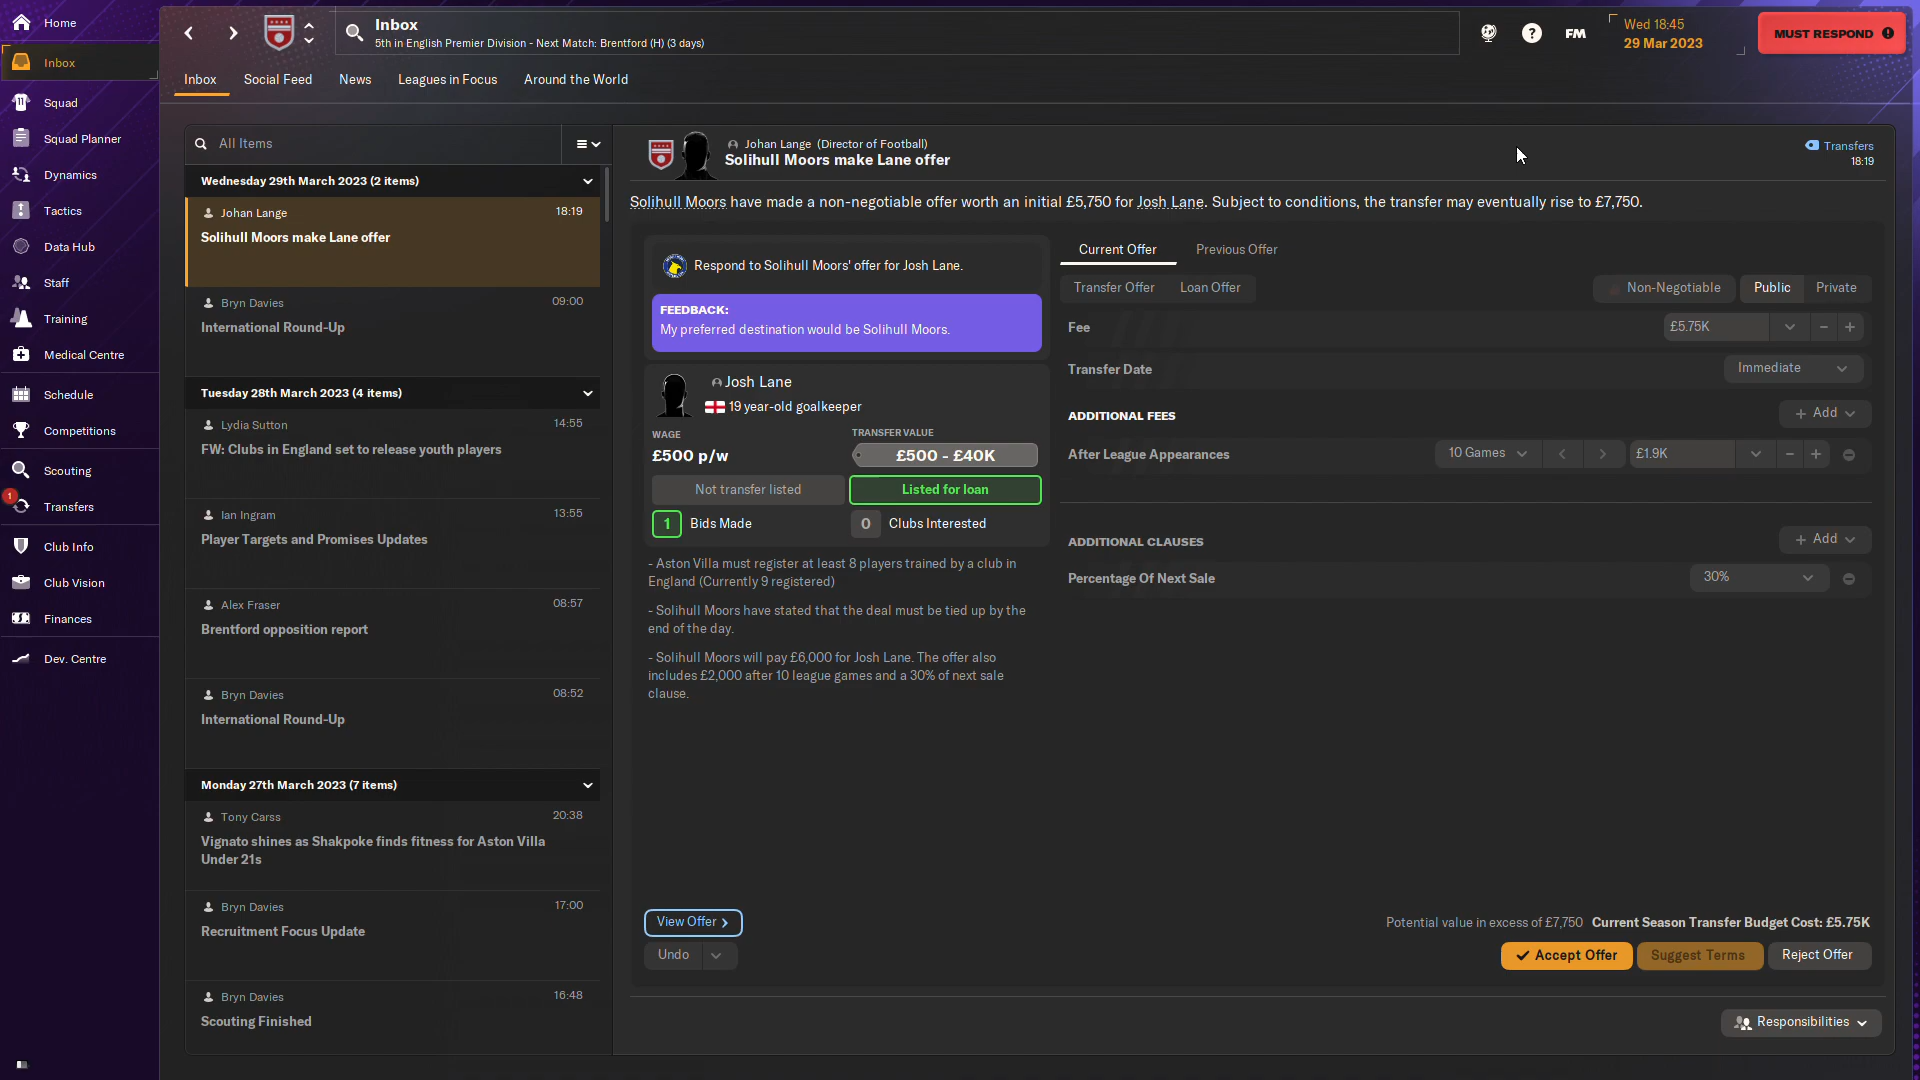 Home
Inbox
Squad
Squad Planner
Dynamics
Tactics
Data Hub
Staff
Training
Medical Centre
Schedule
Competitions
Scouting
1
Transfers
Club Info
Club Vision
Finances
Dev. Centre
Inbox
5th in English Premier Division - Next Match: Brentford (H) (3 days)
FM
Wed 18:45
29 Mar 2023
MUST RESPOND
Inbox
Social Feed
News
Leagues in Focus
Around the World
All Items
Wednesday 29th March 2023 (2 items)
Johan Lange 18:19
Solihull Moors make Lane offer
Bryn Davies 09:00
International Round-Up
Tuesday 28th March 2023 (4 items)
Lydia Sutton 14:55
FW: Clubs in England set to release youth players
Ian Ingram 13:55
Player Targets and Promises Updates
Alex Fraser 08:57
Brentford opposition report
Bryn Davies 08:52
International Round-Up
Monday 27th March 2023 (7 items)
Tony Carss 20:38
Vignato shines as Shakpoke finds fitness for Aston Villa
Under 21s
Bryn Davies 17:00
Recruitment Focus Update
Bryn Davies 16:48
Scouting Finished
Johan Lange (Director of Football)
Solihull Moors make Lane offer
Transfers
18:19
Solihull Moors have made a non-negotiable offer worth an initial £5,750 for Josh Lane. Subject to conditions, the transfer may eventually rise to £7,750.
Respond to Solihull Moors' offer for Josh Lane.
FEEDBACK:
My preferred destination would be Solihull Moors.
Josh Lane
19 year-old goalkeeper
WAGE TRANSFER VALUE
£500 p/w £500 - £40K
Not transfer listed Listed for loan
1 Bids Made 0 Clubs Interested
- Aston Villa must register at least 8 players trained by a club in
England (Currently 9 registered)
- Solihull Moors have stated that the deal must be tied up by the
end of the day.
- Solihull Moors will pay £6,000 for Josh Lane. The offer also
includes £2,000 after 10 league games and a 30% of next sale
clause.
View Offer
Undo
Current Offer Previous Offer
Transfer Offer Loan Offer Non-Negotiable Public Private
Fee £5.75K
Transfer Date Immediate
ADDITIONAL FEES + Add
After League Appearances 10 Games £1.9K
ADDITIONAL CLAUSES + Add
Percentage Of Next Sale 30%
Potential value in excess of £7,750 Current Season Transfer Budget Cost: £5.75K
Accept Offer Suggest Terms Reject Offer
Responsibilities